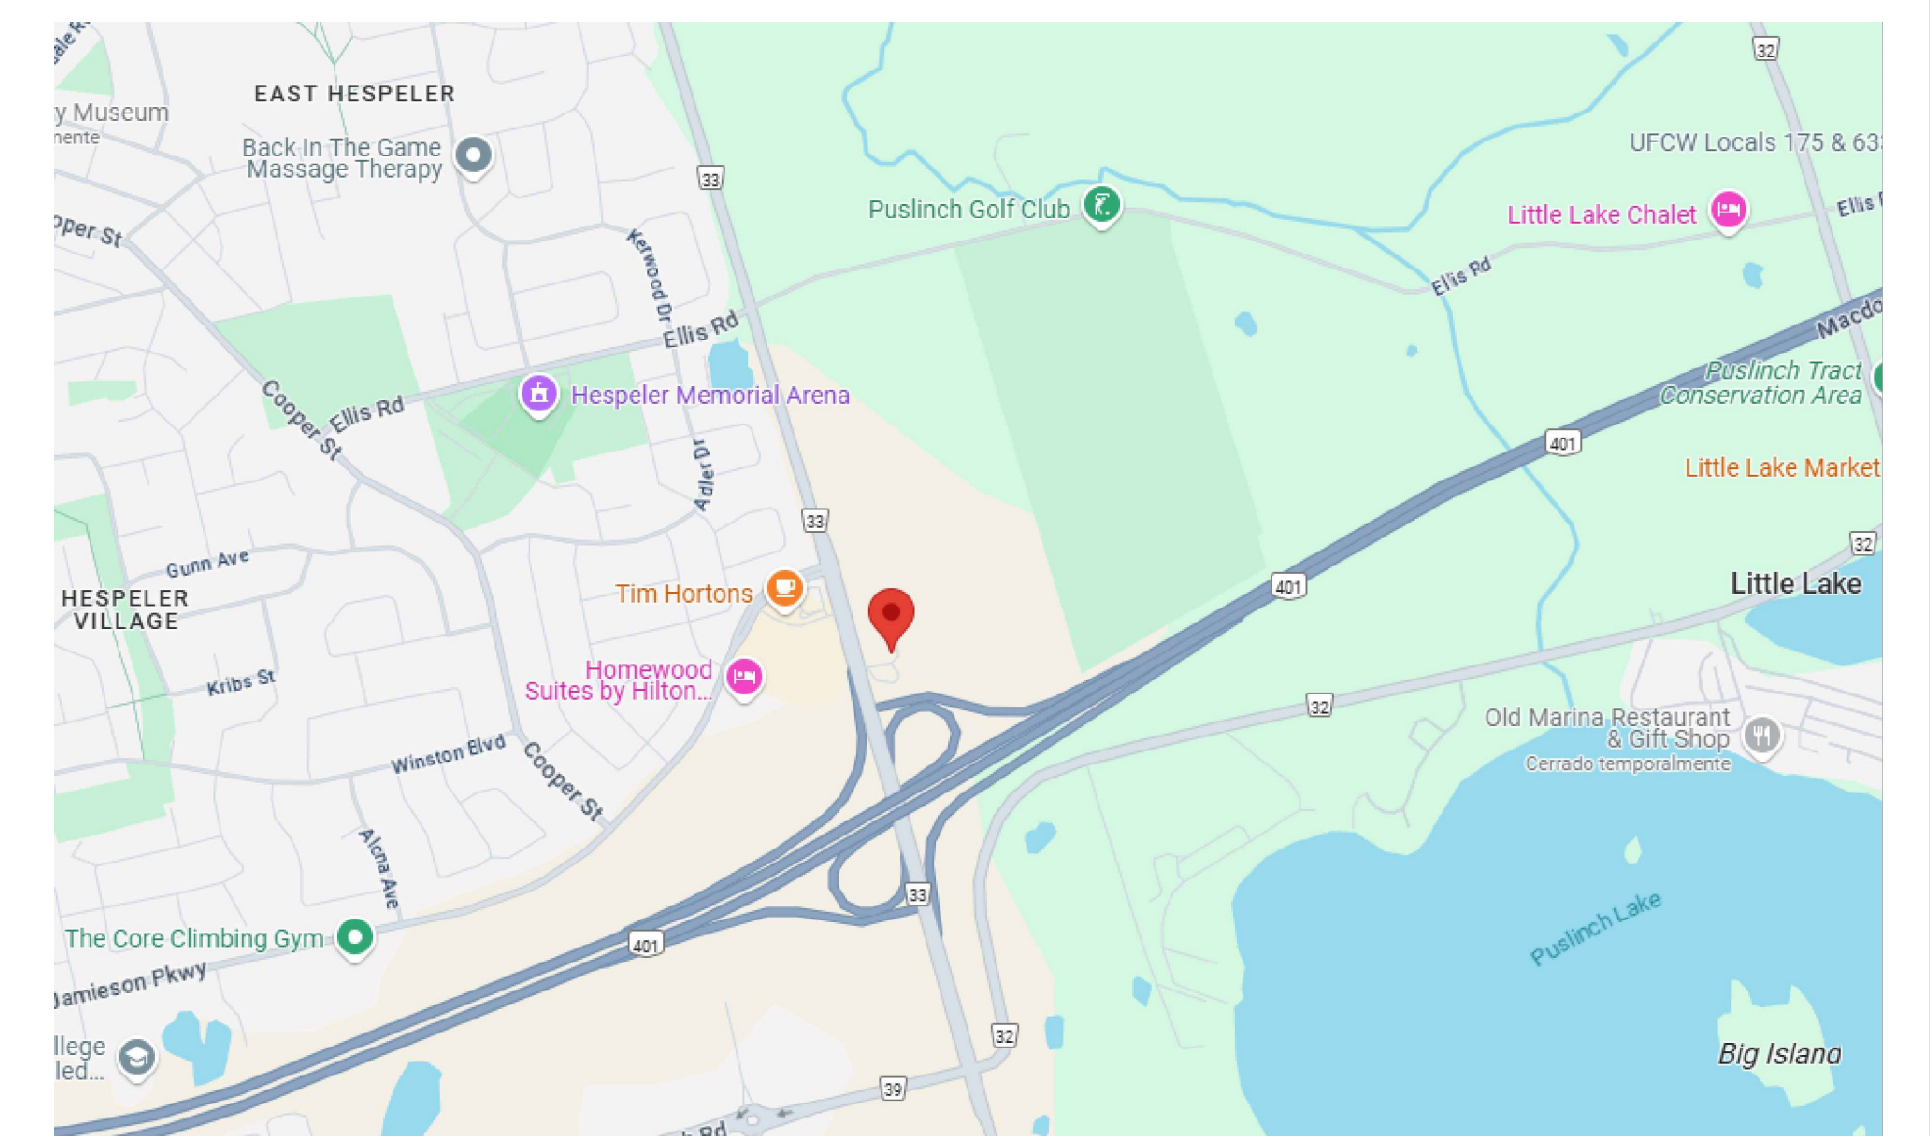 32
EAST HESPELER
y Museum
nente
UFCW Locals 175 & 63
Back In The Game
Massage Therapy
33
Little Lake Chalet
Ellis
Puslinch Golf Club
pper St
Kerwood Dr
Ellis Rd
Macdo
Ellis Rd
Puslinch Tract
Conservation Area
Hespeler Memorial Arena
Cooper St
Ellis Rd
401
Adler Dr
Little Lake Market
33
32
Gunn Ave
Little Lake
401
Tim Hortons
HESPELER
VILLAGE
Homewood
Suites by Hilton...
Kribs St
32
Old Marina Restaurant
& Gift Shop
Cerrado temporalmente
Winston Blvd
Cooper St
Alcna Ave
33
Puslinch Lake
The Core Climbing Gym
401
Jamieson Pkwy
32
llege
led...
Big Island
39
Rd